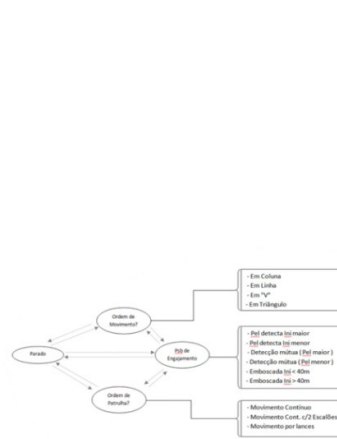 - Em Coluna
- Em Linha
- Em "V"
- Em Triângulo
Ordem de
Movimento?
Parado
Pob de
Engajamento
- Pel detecta Ini maior
- Pel detecta Ini menor
- Detecção mútua ( Pel maior )
- Detecção mútua ( Pel menor )
- Emboscada Ini < 40m
- Emboscada Ini > 40m
Ordem de
Patrulha?
- Movimento Contínuo
- Movimento Cont. c/2 Escalões
- Movimento por lances